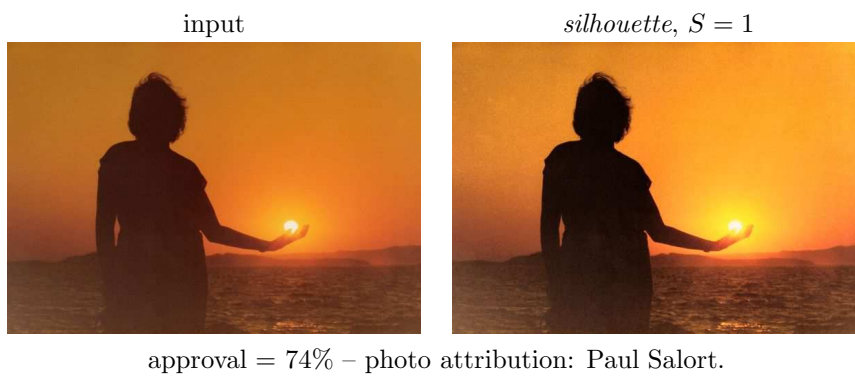 input
silhouette, S = 1
approval = 74% – photo attribution: Paul Salort.